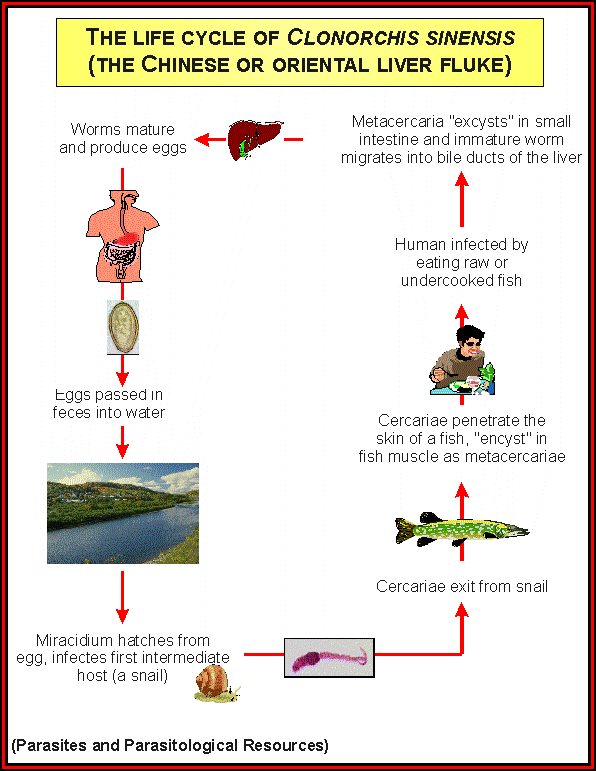 THE LIFE CYCLE OF CLONORCHIS SINENSIS
(THE CHINESE OR ORIENTAL LIVER FLUKE)
Worms mature
and produce eggs
Eggs passed in
feces into water
Miracidium hatches from
egg, infectes first intermediate
host (a snail)
Cercariae exit from snail
Cercariae penetrate the
skin of a fish, "encyst" in
fish muscle as metacercariae
Human infected by
eating raw or
undercooked fish
Metacercaria "excysts" in small
intestine and immature worm
migrates into bile ducts of the liver
(Parasites and Parasitological Resources)